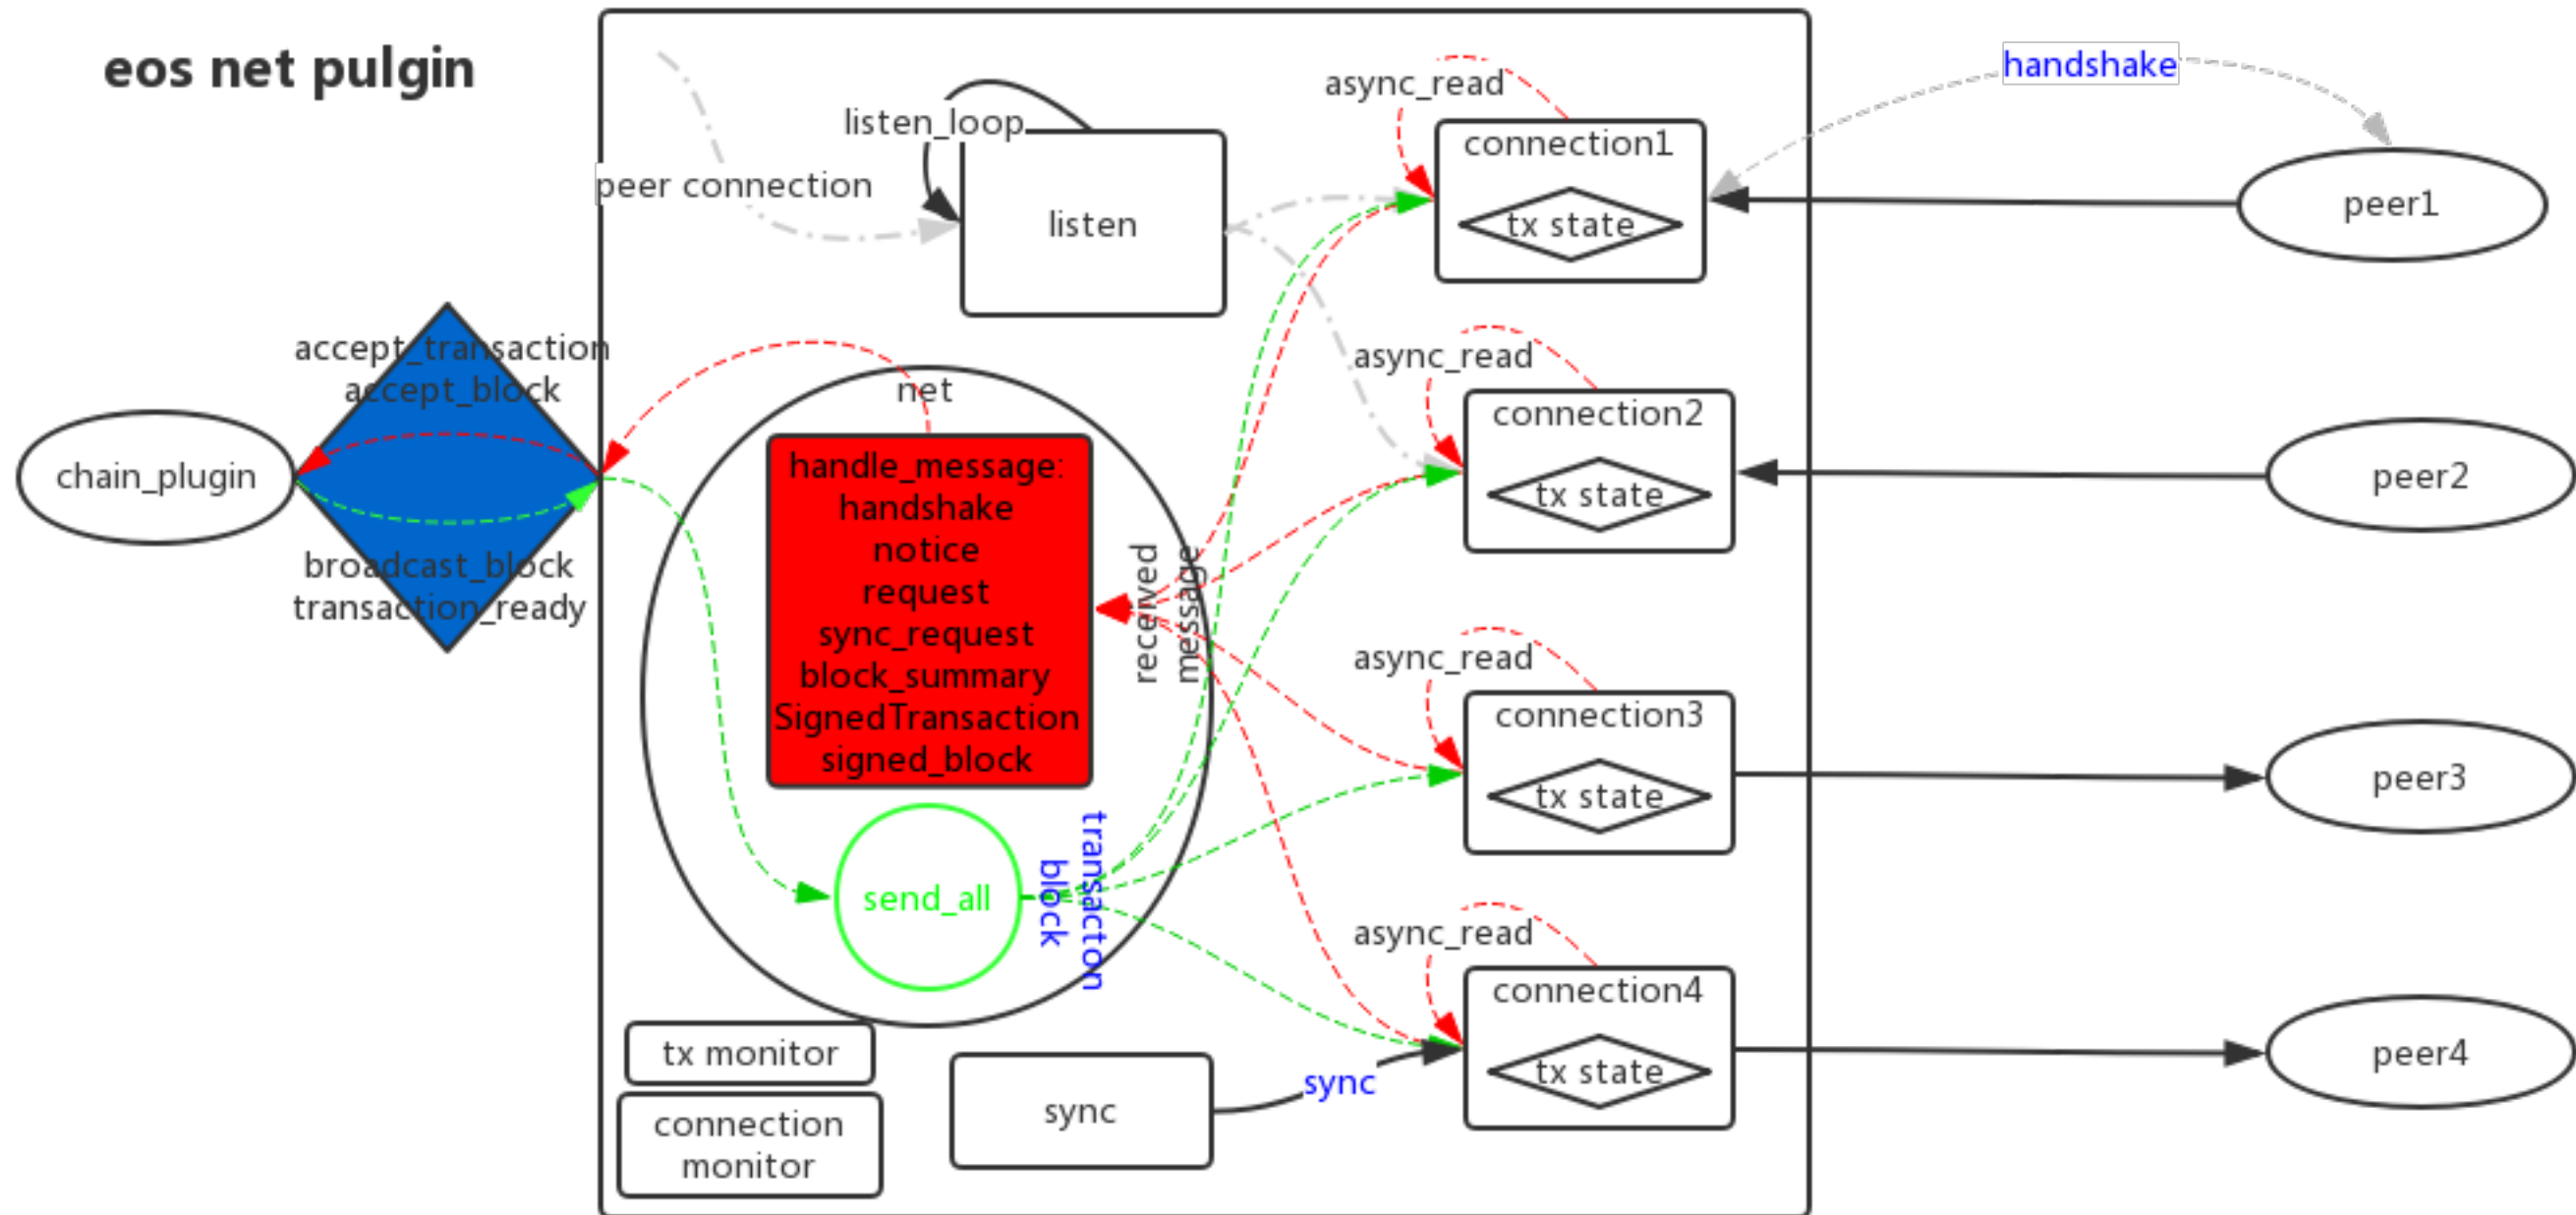 eos net pulgin
handshake
async_read
listen_loop
connection1
peer connection
listen
tx state
peer1
accept_transaction
accept_block
async_read
net
connection2
chain_plugin
handle_message:
handshake
notice
request
sync_request
block_summary
SignedTransaction
signed_block
tx state
peer2
broadcast_block
transaction_ready
received
message
async_read
connection3
tx state
peer3
transacton
block
send_all
async_read
connection4
tx state
peer4
tx monitor
connection
monitor
sync
sync